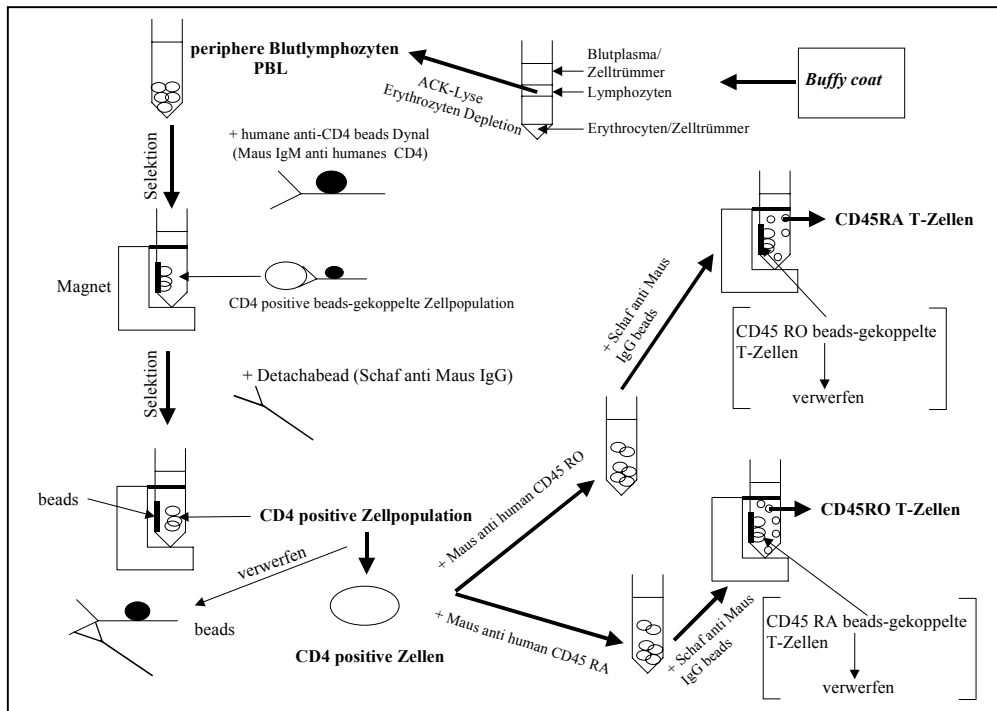 periphere Blutlymphozyten
PBL
ACK-Lyse
Erythrozyten Depletion
Blutplasma/
Zelltrümmer
Lymphozyten
Erythrocyten/Zelltrümmer
Buffy coat
Selektion
+ humane anti-CD4 beads Dynal
(Maus IgM anti humanes CD4)
Magnet
CD4 positive beads-gekoppelte Zellpopulation
Selektion
+ Detachabead (Schaf anti Maus IgG)
beads
CD4 positive Zellpopulation
verwerfen
beads
CD4 positive Zellen
+ Maus anti human CD45 RO
+ Schaf anti Maus
IgG beads
CD45RA T-Zellen
CD45 RO beads-gekoppelte
T-Zellen
verwerfen
+ Maus anti human CD45 RA
+ Schaf anti Maus
IgG beads
CD45RO T-Zellen
CD45 RA beads-gekoppelte
T-Zellen
verwerfen